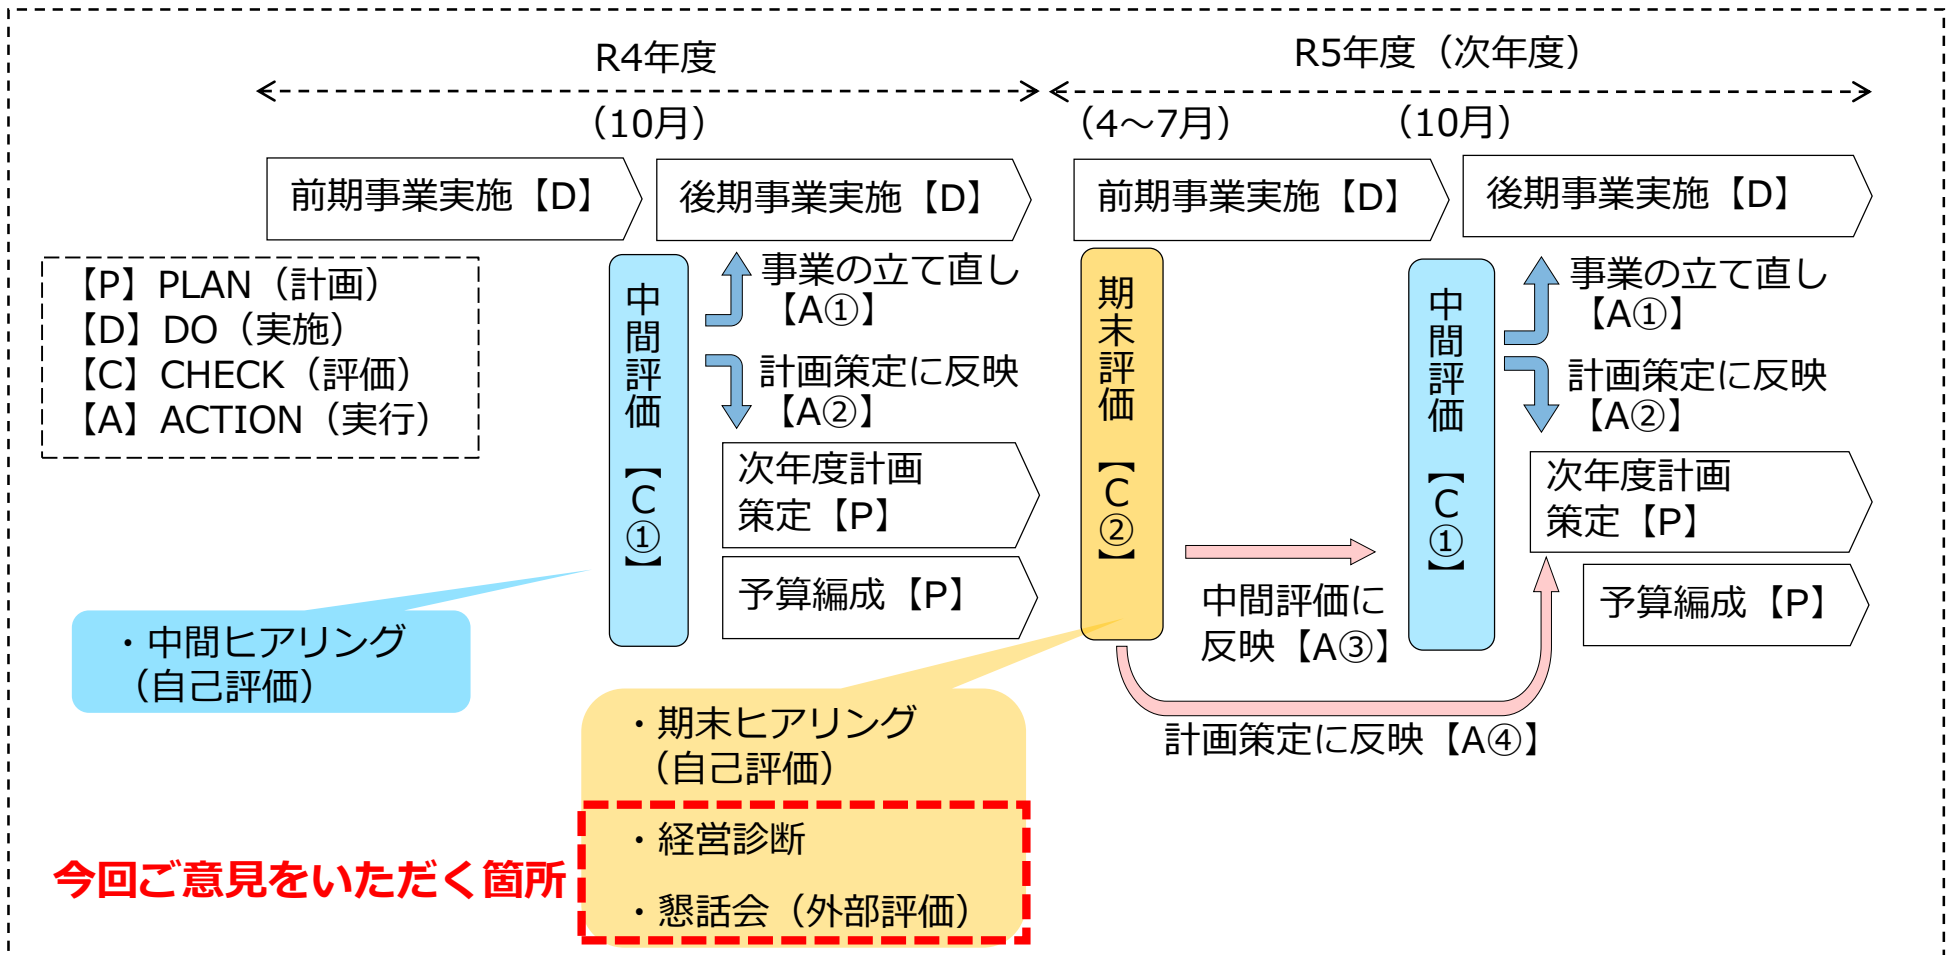 R4年度
R5年度（次年度）
（10月）
（4～7月）
（10月）
前期事業実施【D】
後期事業実施【D】
前期事業実施【D】
後期事業実施【D】
【P】PLAN（計画）
【D】DO（実施）
【C】CHECK（評価）
【A】ACTION（実行）
中間評価【C①】
事業の立て直し
【A①】
計画策定に反映
【A②】
次年度計画
策定【P】
予算編成【P】
期末評価【C②】
中間評価に
反映【A③】
計画策定に反映【A④】
中間評価【C①】
事業の立て直し
【A①】
計画策定に反映
【A②】
次年度計画
策定【P】
予算編成【P】
・中間ヒアリング
（自己評価）
・期末ヒアリング
（自己評価）
・経営診断
・懇話会（外部評価）
今回ご意見をいただく箇所